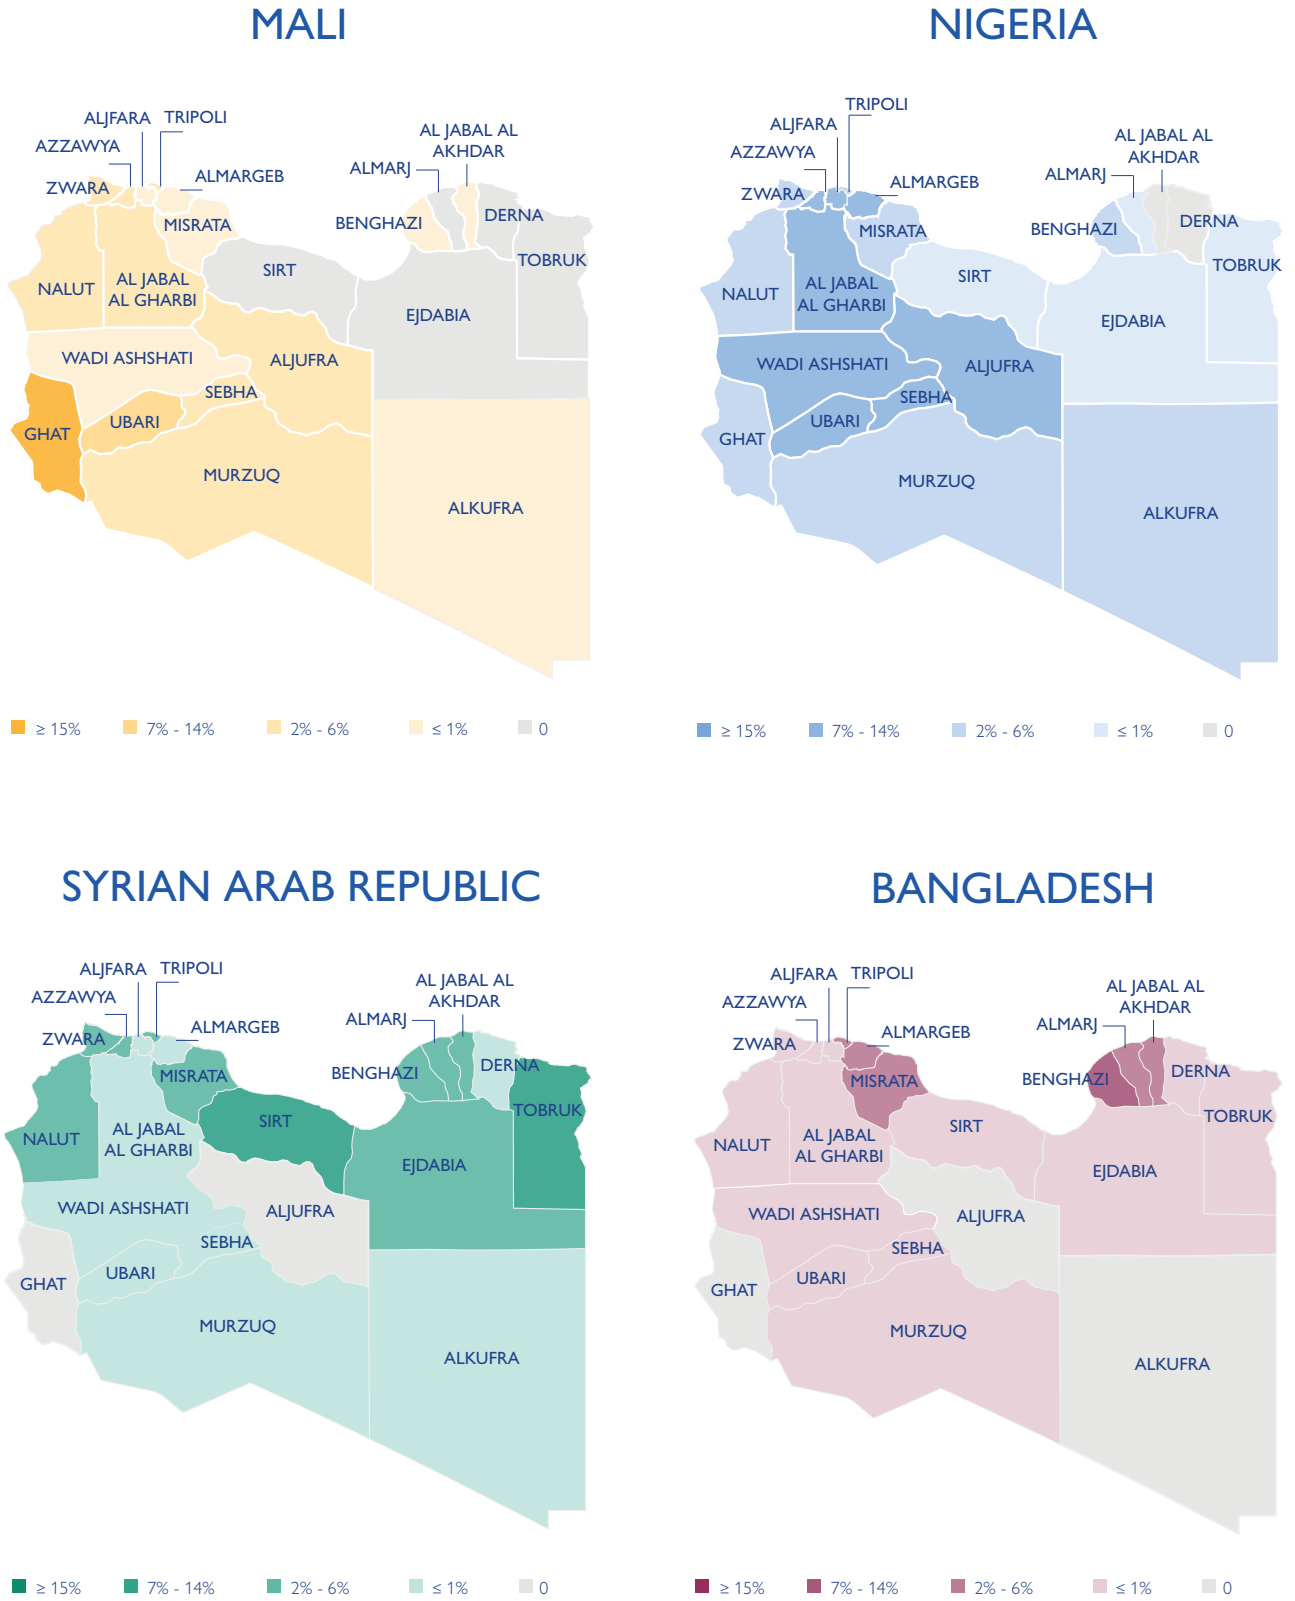 MALI
ALJFARA
TRIPOLI
AZZAWYA
AL JABAL AL
AKHDAR
ALMARJ
ZWARA
ALMARGEB
MISRATA
BENGHAZI
DERNA
TOBRUK
SIRT
NALUT
AL JABAL
AL GHARBI
EJDABIA
WADI ASHSHATI
ALJUFRA
SEBHA
UBARI
GHAT
MURZUQ
ALKUFRA
≥ 15%
7% - 14%
2% - 6%
≤ 1%
0
NIGERIA
TRIPOLI
ALJFARA
AZZAWYA
AL JABAL AL
AKHDAR
ALMARJ
ZWARA
ALMARGEB
MISRATA
BENGHAZI
DERNA
TOBRUK
SIRT
NALUT
AL JABAL
AL GHARBI
EJDABIA
WADI ASHSHATI
ALJUFRA
SEBHA
UBARI
GHAT
MURZUQ
ALKUFRA
≥ 15%
7% - 14%
2% - 6%
≤ 1%
0
SYRIAN ARAB REPUBLIC
ALJFARA
TRIPOLI
AZZAWYA
AL JABAL AL
AKHDAR
ALMARJ
ZWARA
ALMARGEB
MISRATA
BENGHAZI
DERNA
TOBRUK
SIRT
NALUT
AL JABAL
AL GHARBI
EJDABIA
WADI ASHSHATI
ALJUFRA
SEBHA
UBARI
GHAT
MURZUQ
ALKUFRA
≥ 15%
7% - 14%
2% - 6%
≤ 1%
0
BANGLADESH
ALJFARA
TRIPOLI
AZZAWYA
AL JABAL AL
AKHDAR
ALMARJ
ZWARA
ALMARGEB
MISRATA
BENGHAZI
DERNA
TOBRUK
SIRT
NALUT
AL JABAL
AL GHARBI
EJDABIA
WADI ASHSHATI
ALJUFRA
SEBHA
UBARI
GHAT
MURZUQ
ALKUFRA
≥ 15%
7% - 14%
2% - 6%
≤ 1%
0